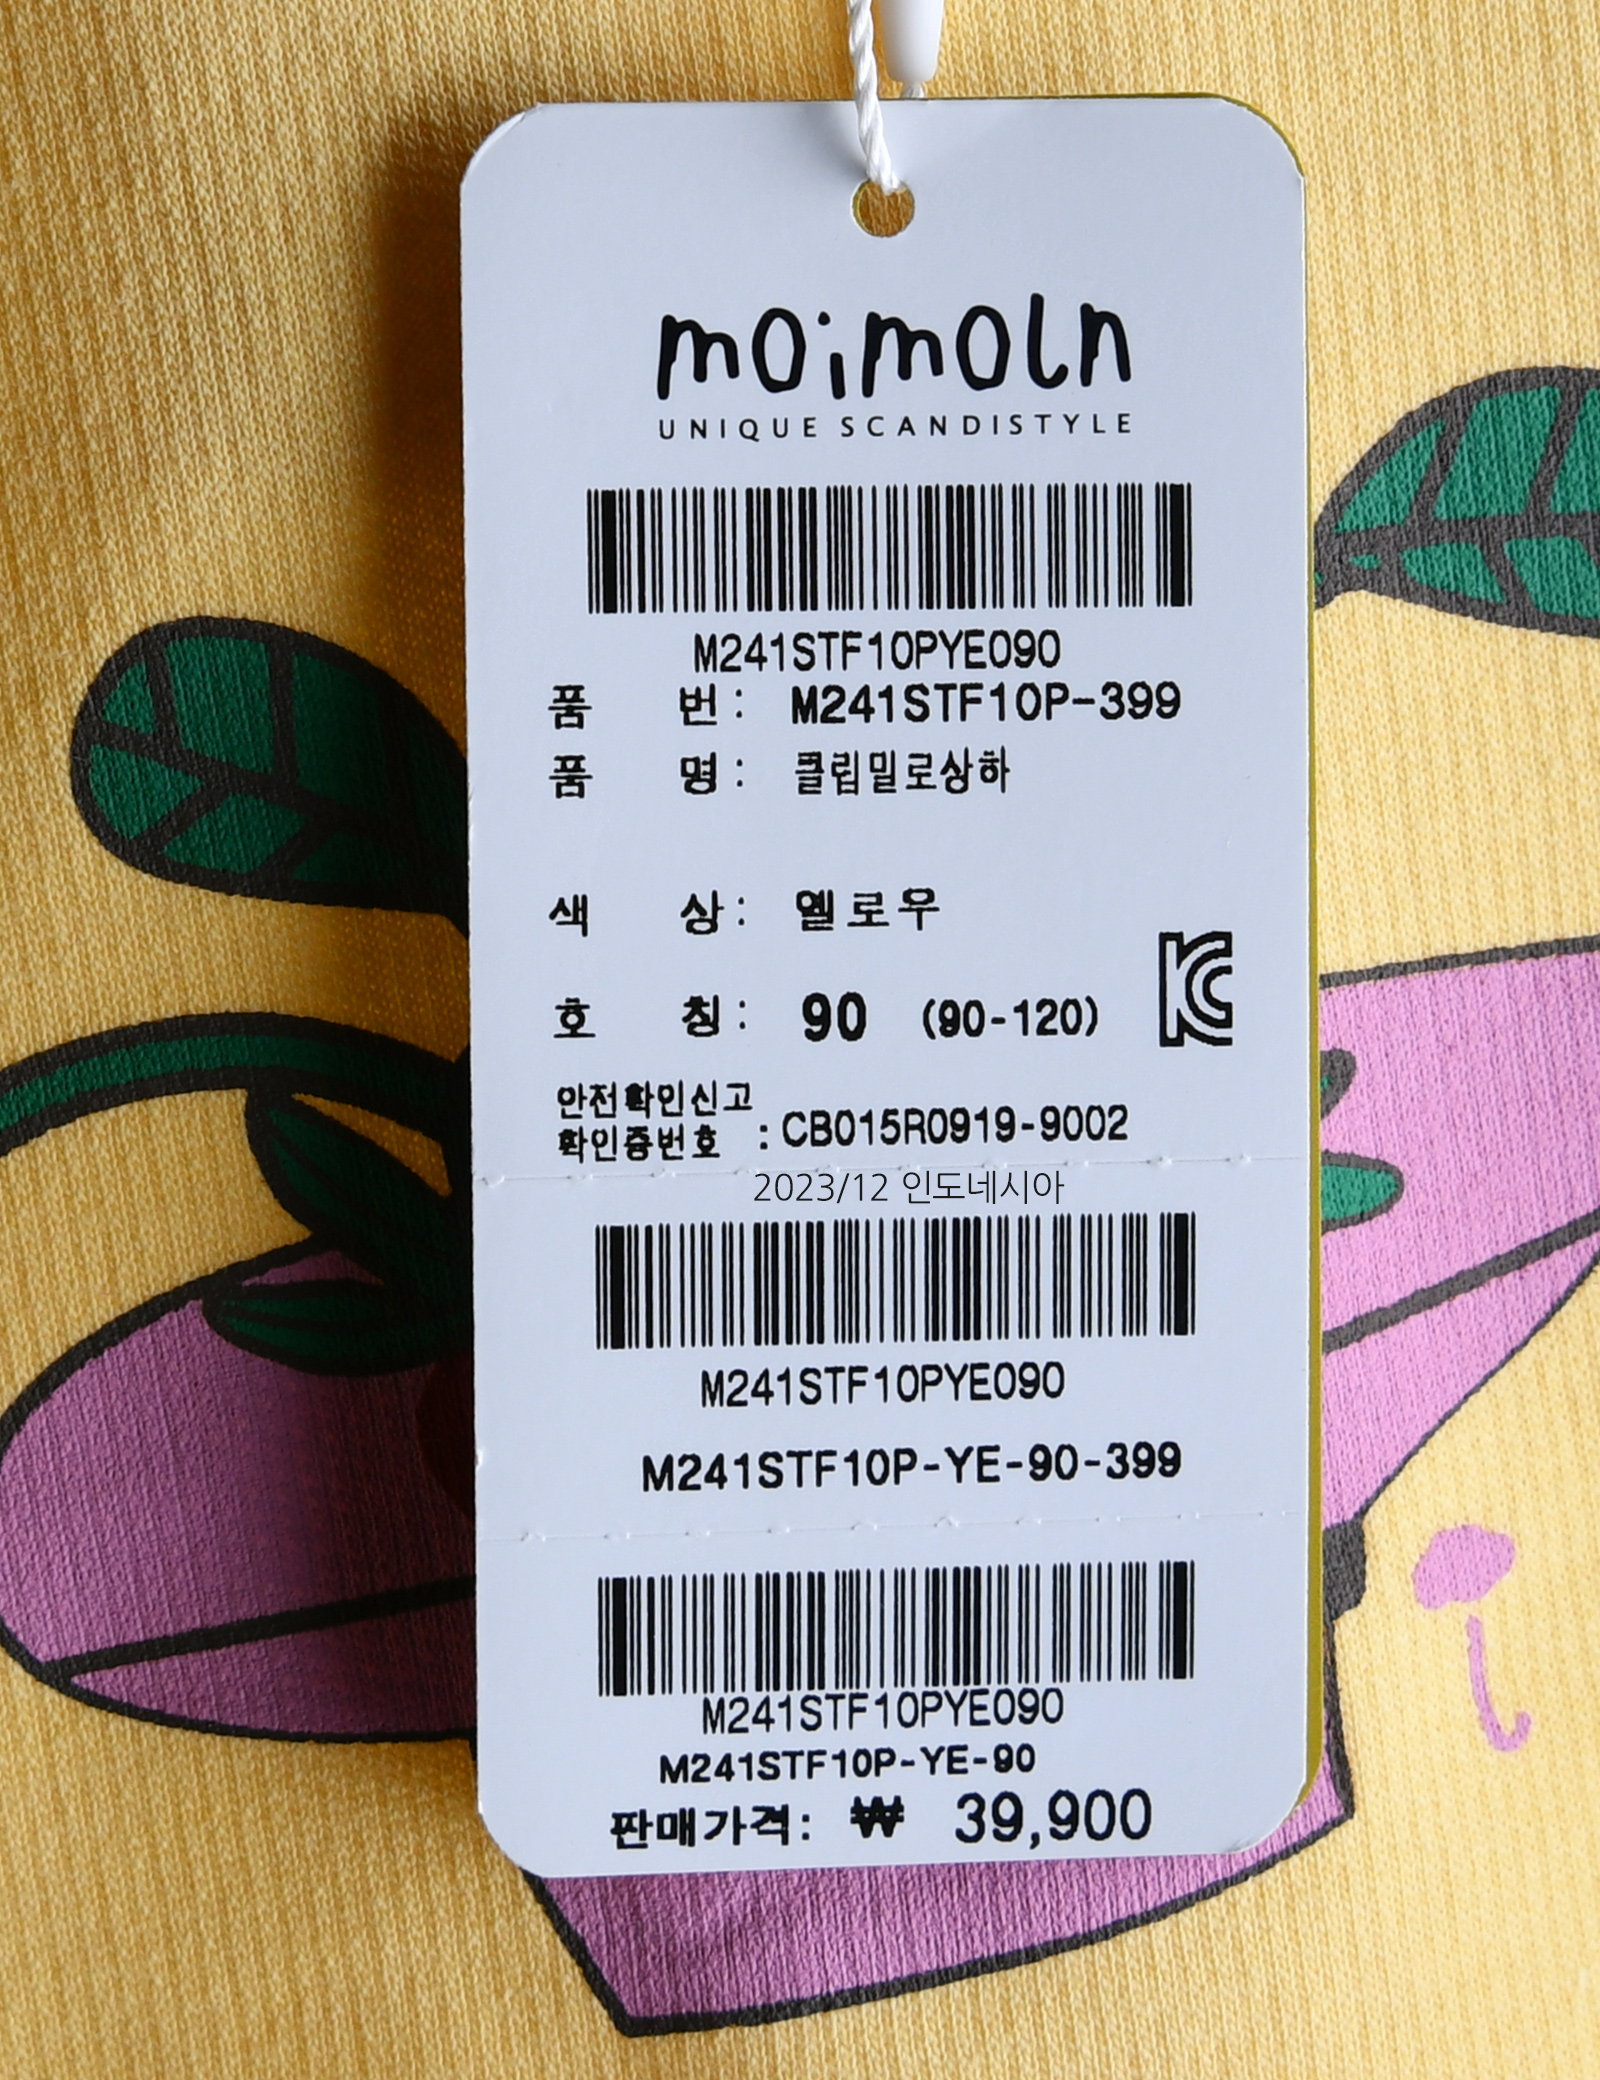 moimoln
UNIQUE SCANDISTYLE
M241STF10PYE090
품 번 : M241STF10P-399
품 명 : 클립밀로상하
색 상 : 옐로우
호 칭 : 90 (90-120)
KC
안전확인신고
확인증번호 : CB015R0919-9002
2023/12 인도네시아
M241STF10PYE090
M241STF10P-YE-90-399
M241STF10PYE090
M241STF10P-YE-90
판매가격: ₩ 39,900